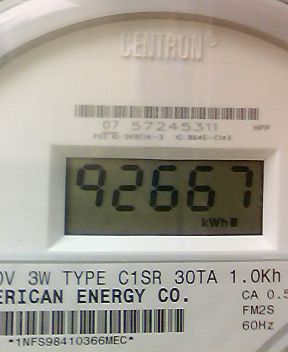 CENTRON
07 57245311 HPP
92667
kWh
0V 3W TYPE C1SR 30TA 1.0Kh
ERICAN ENERGY CO.
CA 0.5
FM2S
60Hz
*1NFS98410366MEC*